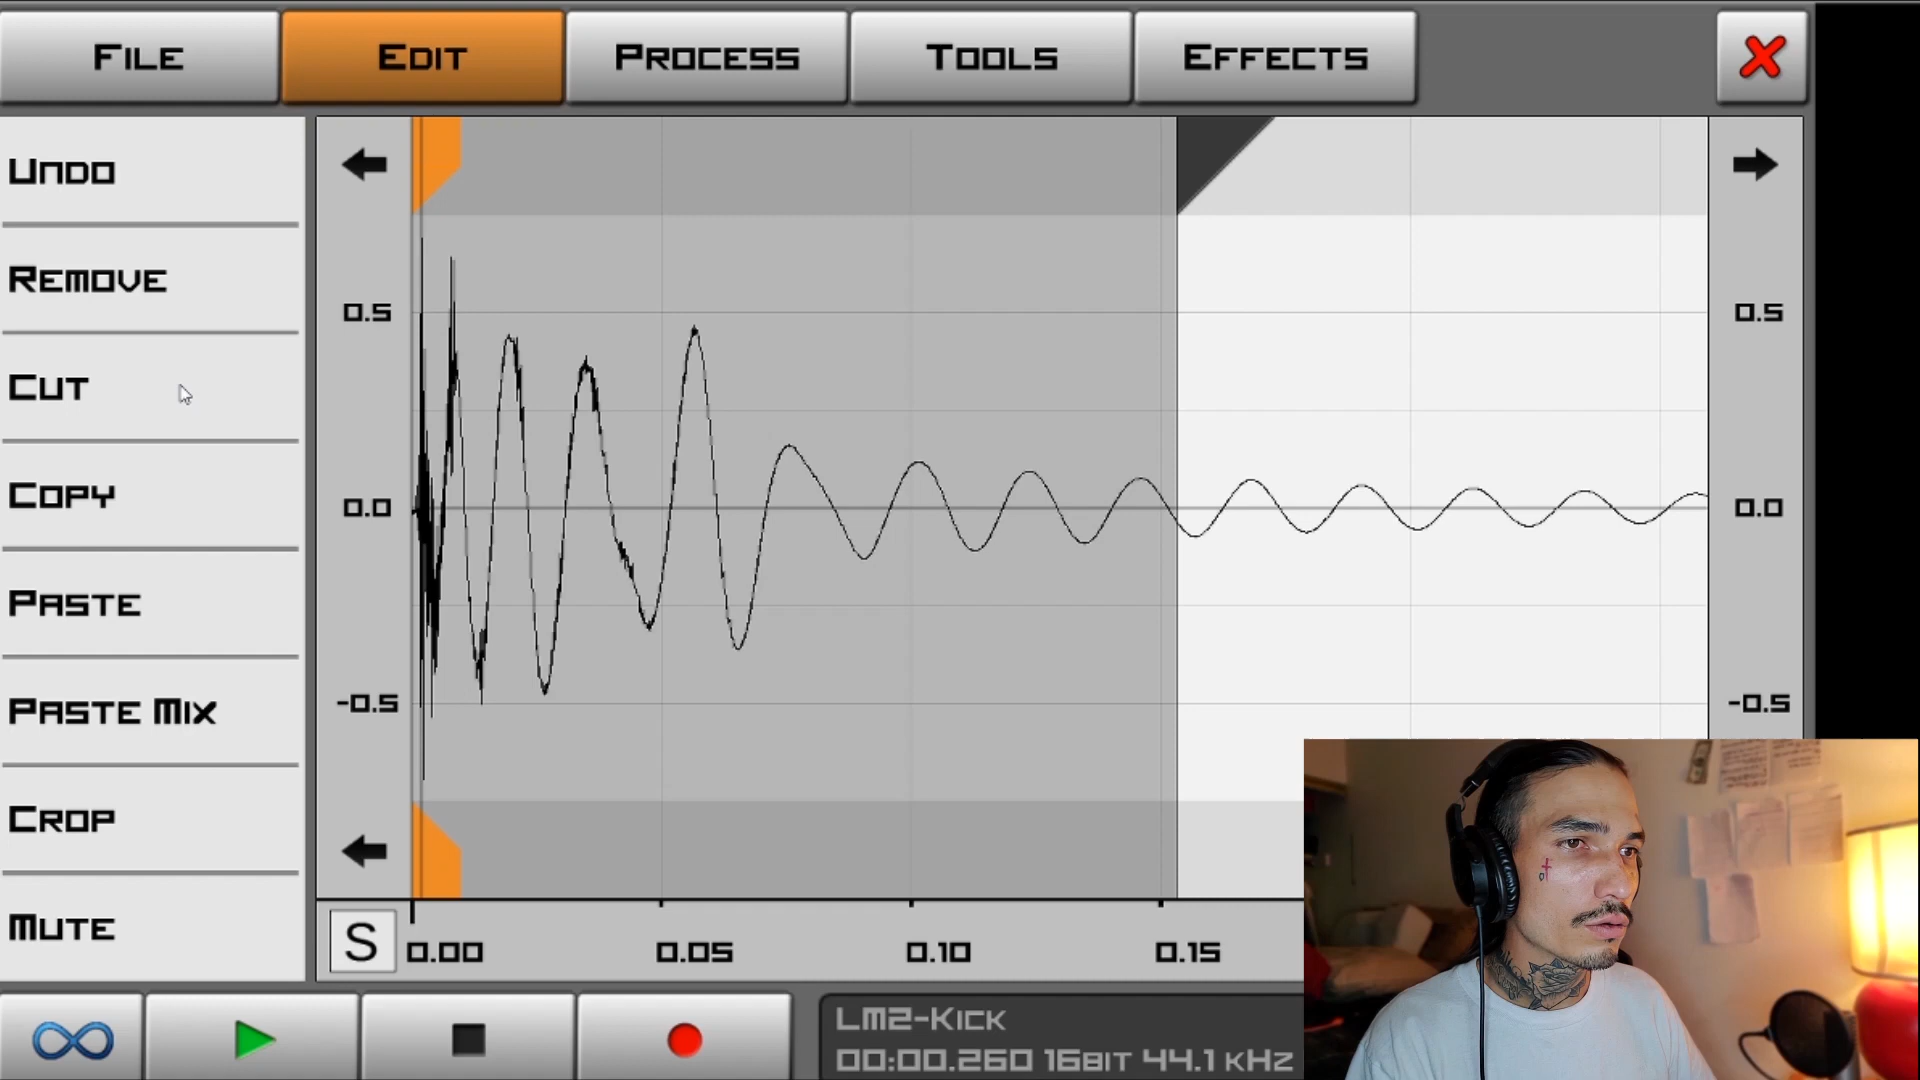 File
Edit
Process
Tools
Effects
Undo
Remove
Cut
Copy
Paste
Paste Mix
Crop
Mute
0.5
0.0
-0.5
0.5
0.0
-0.5
S
0.00
0.05
0.10
0.15
LM2-Kick
00:00.260 16bit 44.1 kHz